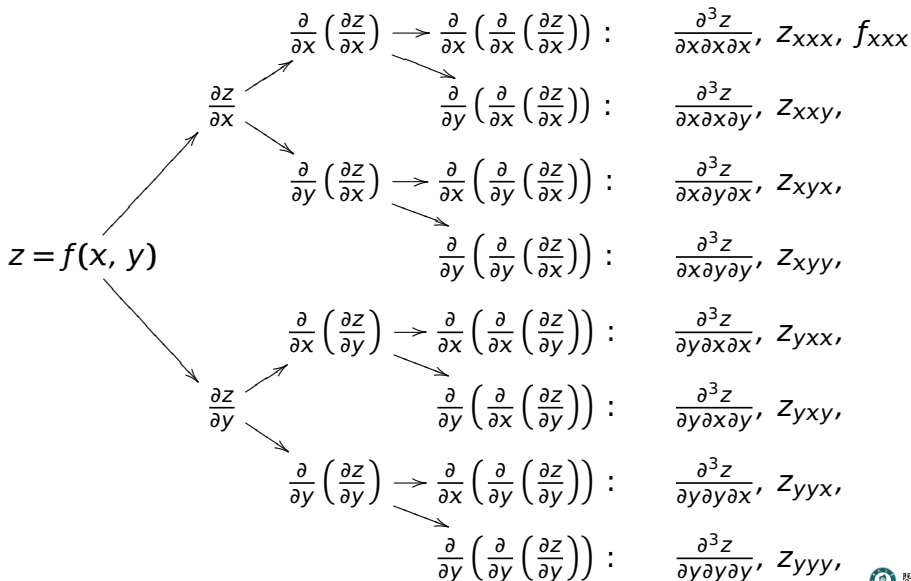 ∂/∂x (∂z/∂x) → ∂/∂x (∂/∂x (∂z/∂x)) : ∂³z/∂x∂x∂x, z_xxx, f_xxx
∂z/∂x ∂/∂y (∂/∂x (∂z/∂x)) : ∂³z/∂x∂x∂y, z_xxy,
∂/∂y (∂z/∂x) → ∂/∂x (∂/∂y (∂z/∂x)) : ∂³z/∂x∂y∂x, z_xyx,
z = f(x, y) ∂/∂y (∂/∂y (∂z/∂x)) : ∂³z/∂x∂y∂y, z_xyy,
∂/∂x (∂z/∂y) → ∂/∂x (∂/∂x (∂z/∂y)) : ∂³z/∂y∂x∂x, z_yxx,
∂z/∂y ∂/∂y (∂/∂x (∂z/∂y)) : ∂³z/∂y∂x∂y, z_yxy,
∂/∂y (∂z/∂y) → ∂/∂x (∂/∂y (∂z/∂y)) : ∂³z/∂y∂y∂x, z_yyx,
∂/∂y (∂/∂y (∂z/∂y)) : ∂³z/∂y∂y∂y, z_yyy,